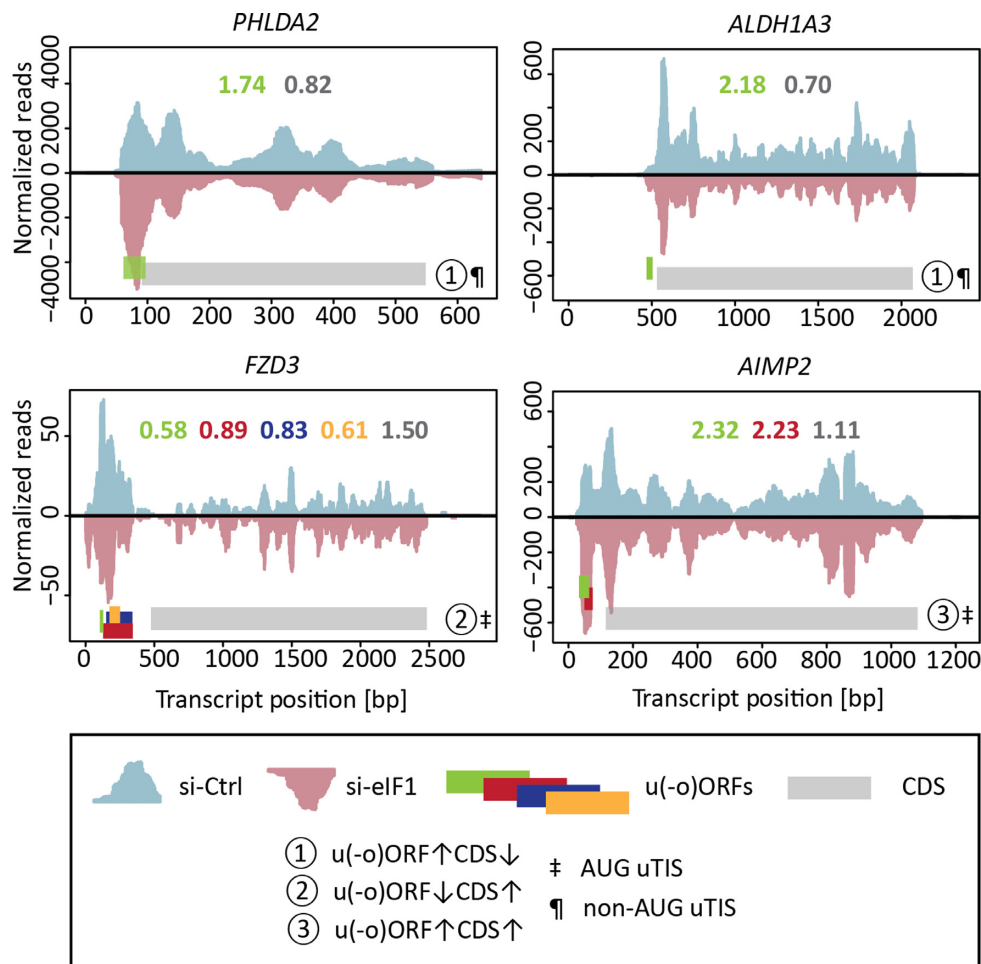 PHLDA2
Normalized reads
4000
2000
0
−2000
−4000
1.74 0.82
1¶
0 100 200 300 400 500 600
ALDH1A3
600
200
0
−200
−600
2.18 0.70
1¶
0 500 1000 1500 2000
FZD3
Normalized reads
50
0
−50
0.58 0.89 0.83 0.61 1.50
2‡
0 500 1000 1500 2000 2500
Transcript position [bp]
AIMP2
600
200
0
−200
−600
2.32 2.23 1.11
3‡
0 200 400 600 800 1000 1200
Transcript position [bp]
si-Ctrl si-eIF1 u(-o)ORFs CDS
① u(-o)ORF↑CDS↓
② u(-o)ORF↓CDS↑
③ u(-o)ORF↑CDS↑
‡ AUG uTIS
¶ non-AUG uTIS